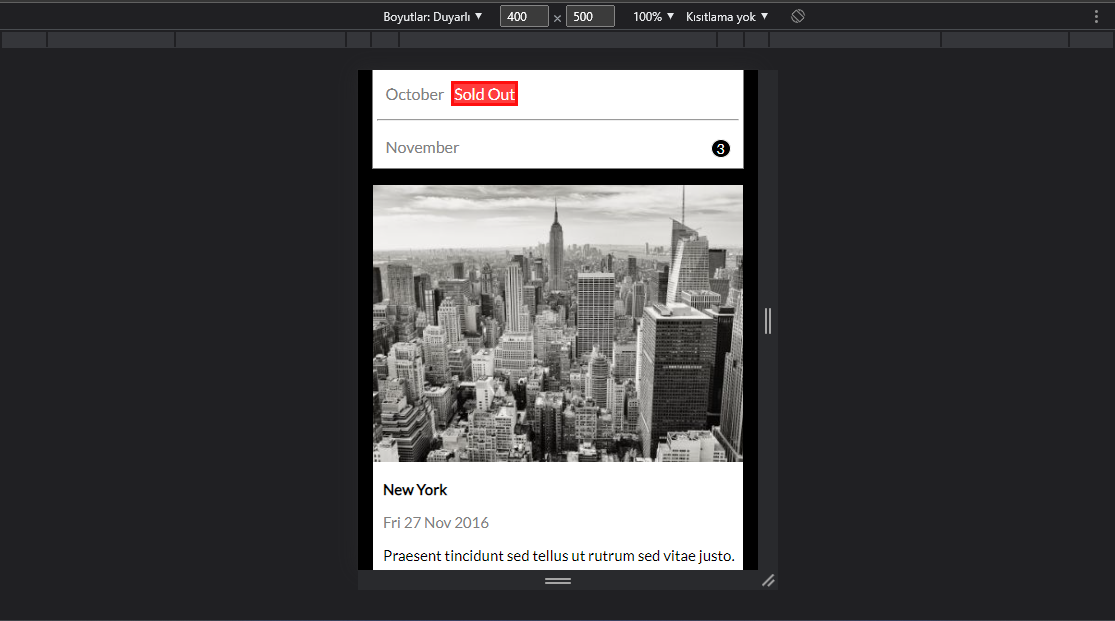 Boyutlar: Duyarlı 400 × 500 100% Kısıtlama yok
October Sold Out
November 3
New York
Fri 27 Nov 2016
Praesent tincidunt sed tellus ut rutrum sed vitae justo.